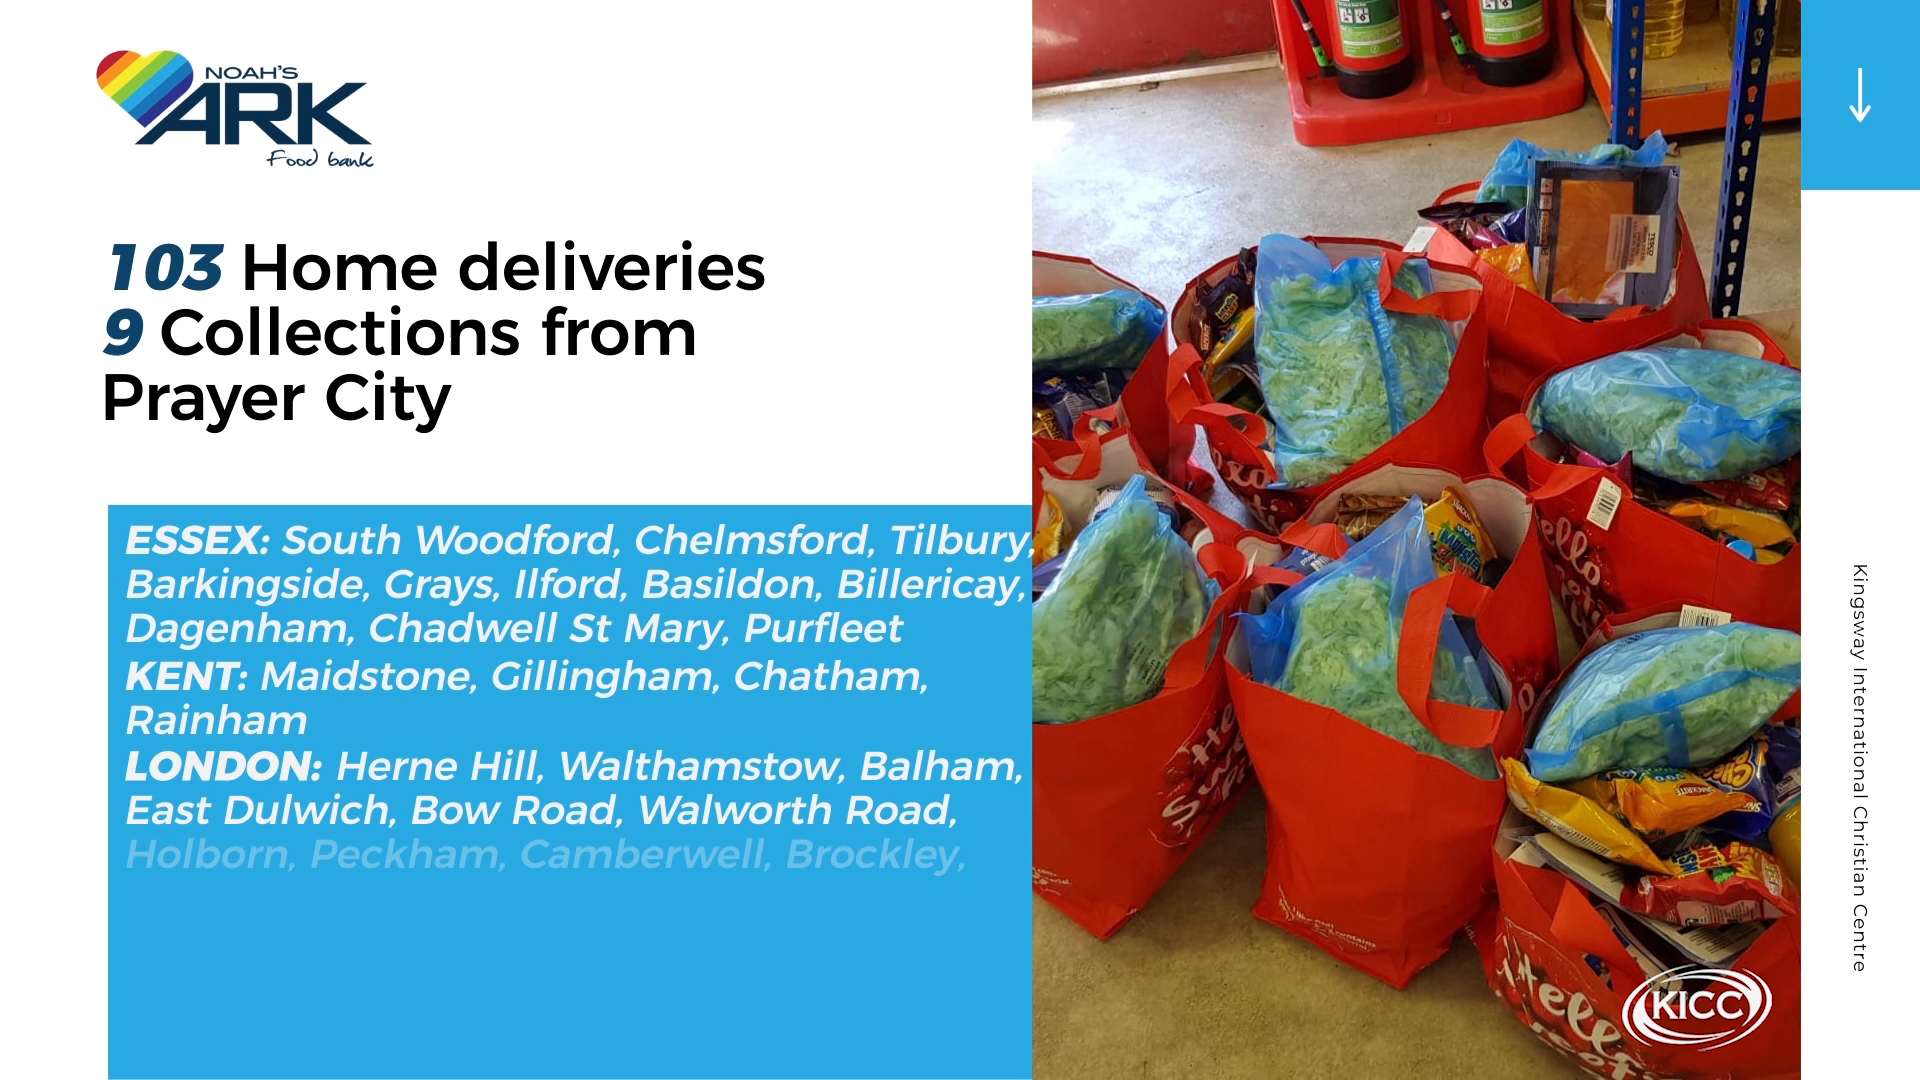 NOAH'S
ARK
Food bank
103 Home deliveries
9 Collections from
Prayer City
ESSEX: South Woodford, Chelmsford, Tilbury,
Barkingside, Grays, Ilford, Basildon, Billericay,
Dagenham, Chadwell St Mary, Purfleet
KENT: Maidstone, Gillingham, Chatham,
Rainham
LONDON: Herne Hill, Walthamstow, Balham,
East Dulwich, Bow Road, Walworth Road,
Holborn, Peckham, Camberwell, Brockley,
Kingsway International Christian Centre
KICC